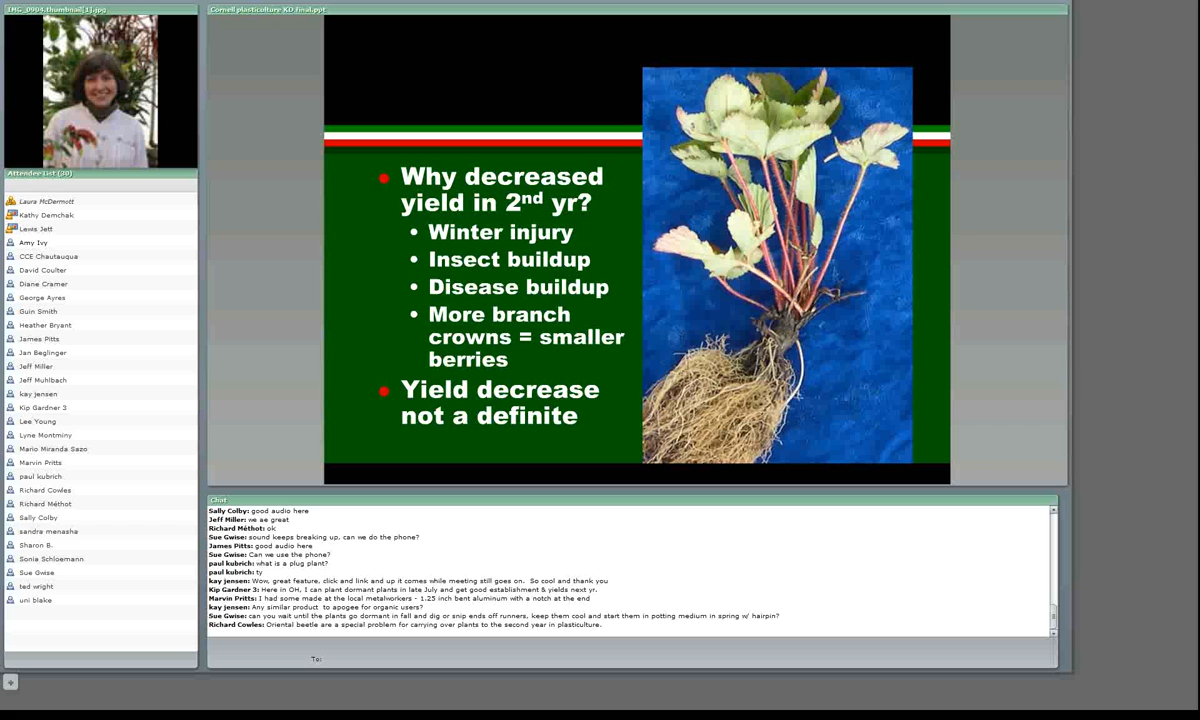 IMG_0904.thumbnail[1].jpg
Cornell plasticulture KD final.ppt
Attendee List (30)
Laura McDermott
Kathy Demchak
Lewis Jett
Amy Ivy
CCE Chautauqua
David Coulter
Diane Cramer
George Ayres
Guin Smith
Heather Bryant
James Pitts
Jan Beglinger
Jeff Miller
Jeff Muhlbach
kay jensen
Kip Gardner 3
Lee Young
Lyne Montminy
Mario Miranda Sazo
Marvin Pritts
paul kubrich
Richard Cowles
Richard Méthot
Sally Colby
sandra menasha
Sharon B.
Sonia Schloemann
Sue Gwise
ted wright
uni blake
Why decreased
yield in 2nd yr?
Winter injury
Insect buildup
Disease buildup
More branch
crowns = smaller
berries
Yield decrease
not a definite
Chat
Sally Colby: good audio here
Jeff Miller: we ae great
Richard Méthot: ok
Sue Gwise: sound keeps breaking up, can we do the phone?
James Pitts: good audio here
Sue Gwise: Can we use the phone?
paul kubrich: what is a plug plant?
paul kubrich: ty
kay jensen: Wow, great feature, click and link and up it comes while meeting still goes on. So cool and thank you
Kip Gardner 3: Here in OH, I can plant dormant plants in late July and get good establishment & yields next yr.
Marvin Pritts: I had some made at the local metalworkers - 1.25 inch bent aluminum with a notch at the end
kay jensen: Any similar product to apogee for organic users?
Sue Gwise: can you wait until the plants go dormant in fall and dig or snip ends off runners, keep them cool and start them in potting medium in spring w/ hairpin?
Richard Cowles: Oriental beetle are a special problem for carrying over plants to the second year in plasticulture.
To: